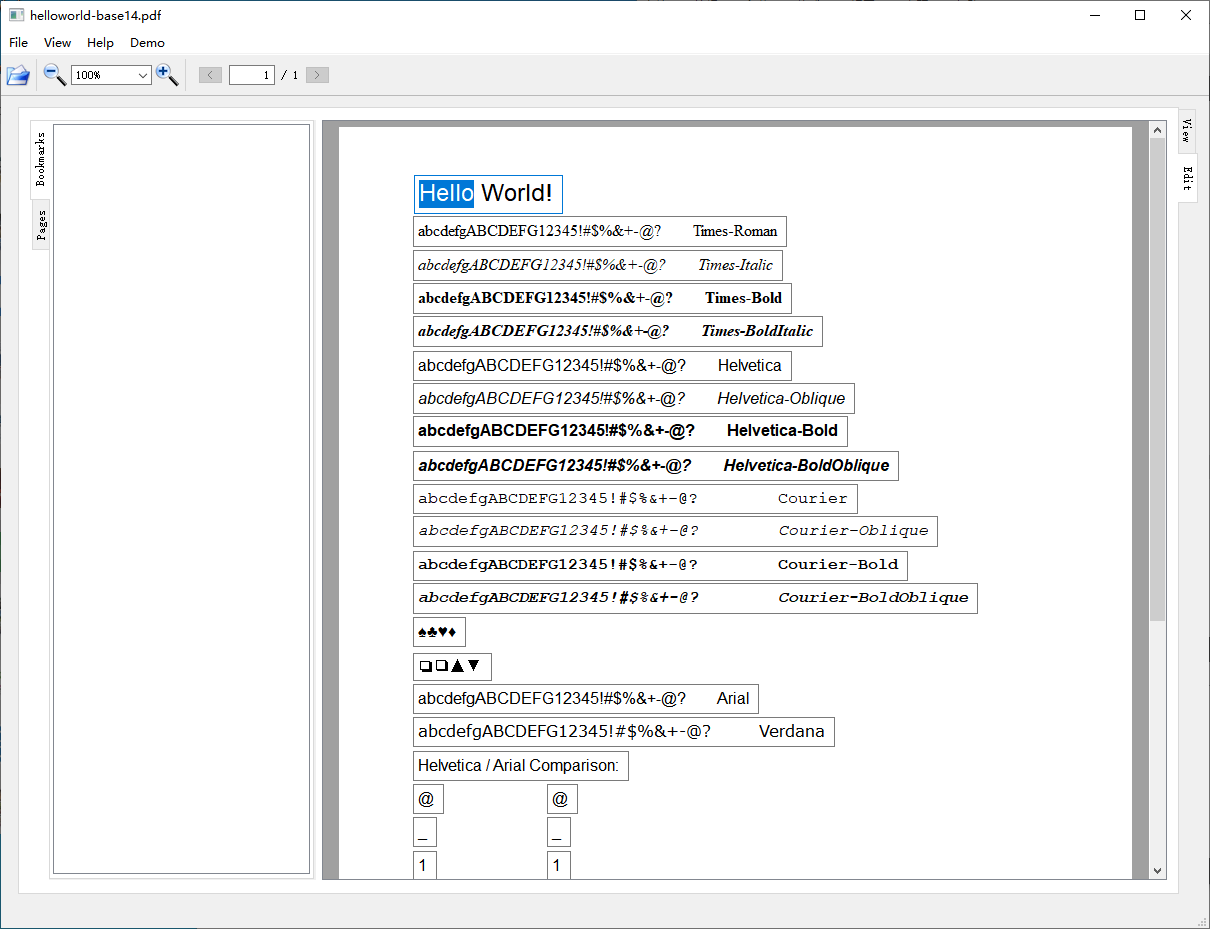 helloworld-base14.pdf
File View Help Demo
100% 1 / 1
Bookmarks
Pages
View
Edit
Hello World!
abcdefgABCDEFG12345!#$%&+-@? Times-Roman
abcdefgABCDEFG12345!#$%&+-@? Times-Italic
abcdefgABCDEFG12345!#$%&+-@? Times-Bold
abcdefgABCDEFG12345!#$%&+-@? Times-BoldItalic
abcdefgABCDEFG12345!#$%&+-@? Helvetica
abcdefgABCDEFG12345!#$%&+-@? Helvetica-Oblique
abcdefgABCDEFG12345!#$%&+-@? Helvetica-Bold
abcdefgABCDEFG12345!#$%&+-@? Helvetica-BoldOblique
abcdefgABCDEFG12345!#$%&+-@? Courier
abcdefgABCDEFG12345!#$%&+-@? Courier-Oblique
abcdefgABCDEFG12345!#$%&+-@? Courier-Bold
abcdefgABCDEFG12345!#$%&+-@? Courier-BoldOblique
♠♣♥♦
❏❑▲▼
abcdefgABCDEFG12345!#$%&+-@? Arial
abcdefgABCDEFG12345!#$%&+-@? Verdana
Helvetica / Arial Comparison:
@ @
_ _
1 1